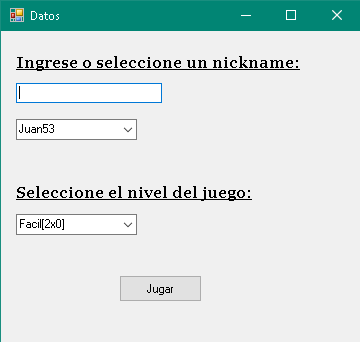 Datos
Ingrese o seleccione un nickname:
Juan53
Seleccione el nivel del juego:
Facil[2x0]
Jugar